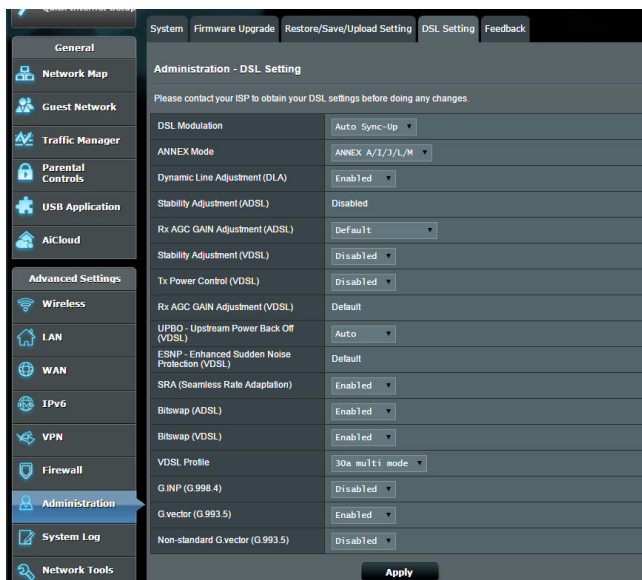 Quick Internet Setup
General
Network Map
Guest Network
Traffic Manager
Parental
Controls
USB Application
AiCloud
Advanced Settings
Wireless
LAN
WAN
IPv6
VPN
Firewall
Administration
System Log
Network Tools
System Firmware Upgrade Restore/Save/Upload Setting DSL Setting Feedback
Administration - DSL Setting
Please contact your ISP to obtain your DSL settings before doing any changes.
DSL Modulation Auto Sync-Up
ANNEX Mode ANNEX A/I/J/L/M
Dynamic Line Adjustment (DLA) Enabled
Stability Adjustment (ADSL) Disabled
Rx AGC GAIN Adjustment (ADSL) Default
Stability Adjustment (VDSL) Disabled
Tx Power Control (VDSL) Disabled
Rx AGC GAIN Adjustment (VDSL) Default
UPBO - Upstream Power Back Off
(VDSL) Auto
ESNP - Enhanced Sudden Noise
Protection (VDSL) Default
SRA (Seamless Rate Adaptation) Enabled
Bitswap (ADSL) Enabled
Bitswap (VDSL) Enabled
VDSL Profile 30a multi mode
G.INP (G.998.4) Disabled
G.vector (G.993.5) Enabled
Non-standard G.vector (G.993.5) Disabled
Apply